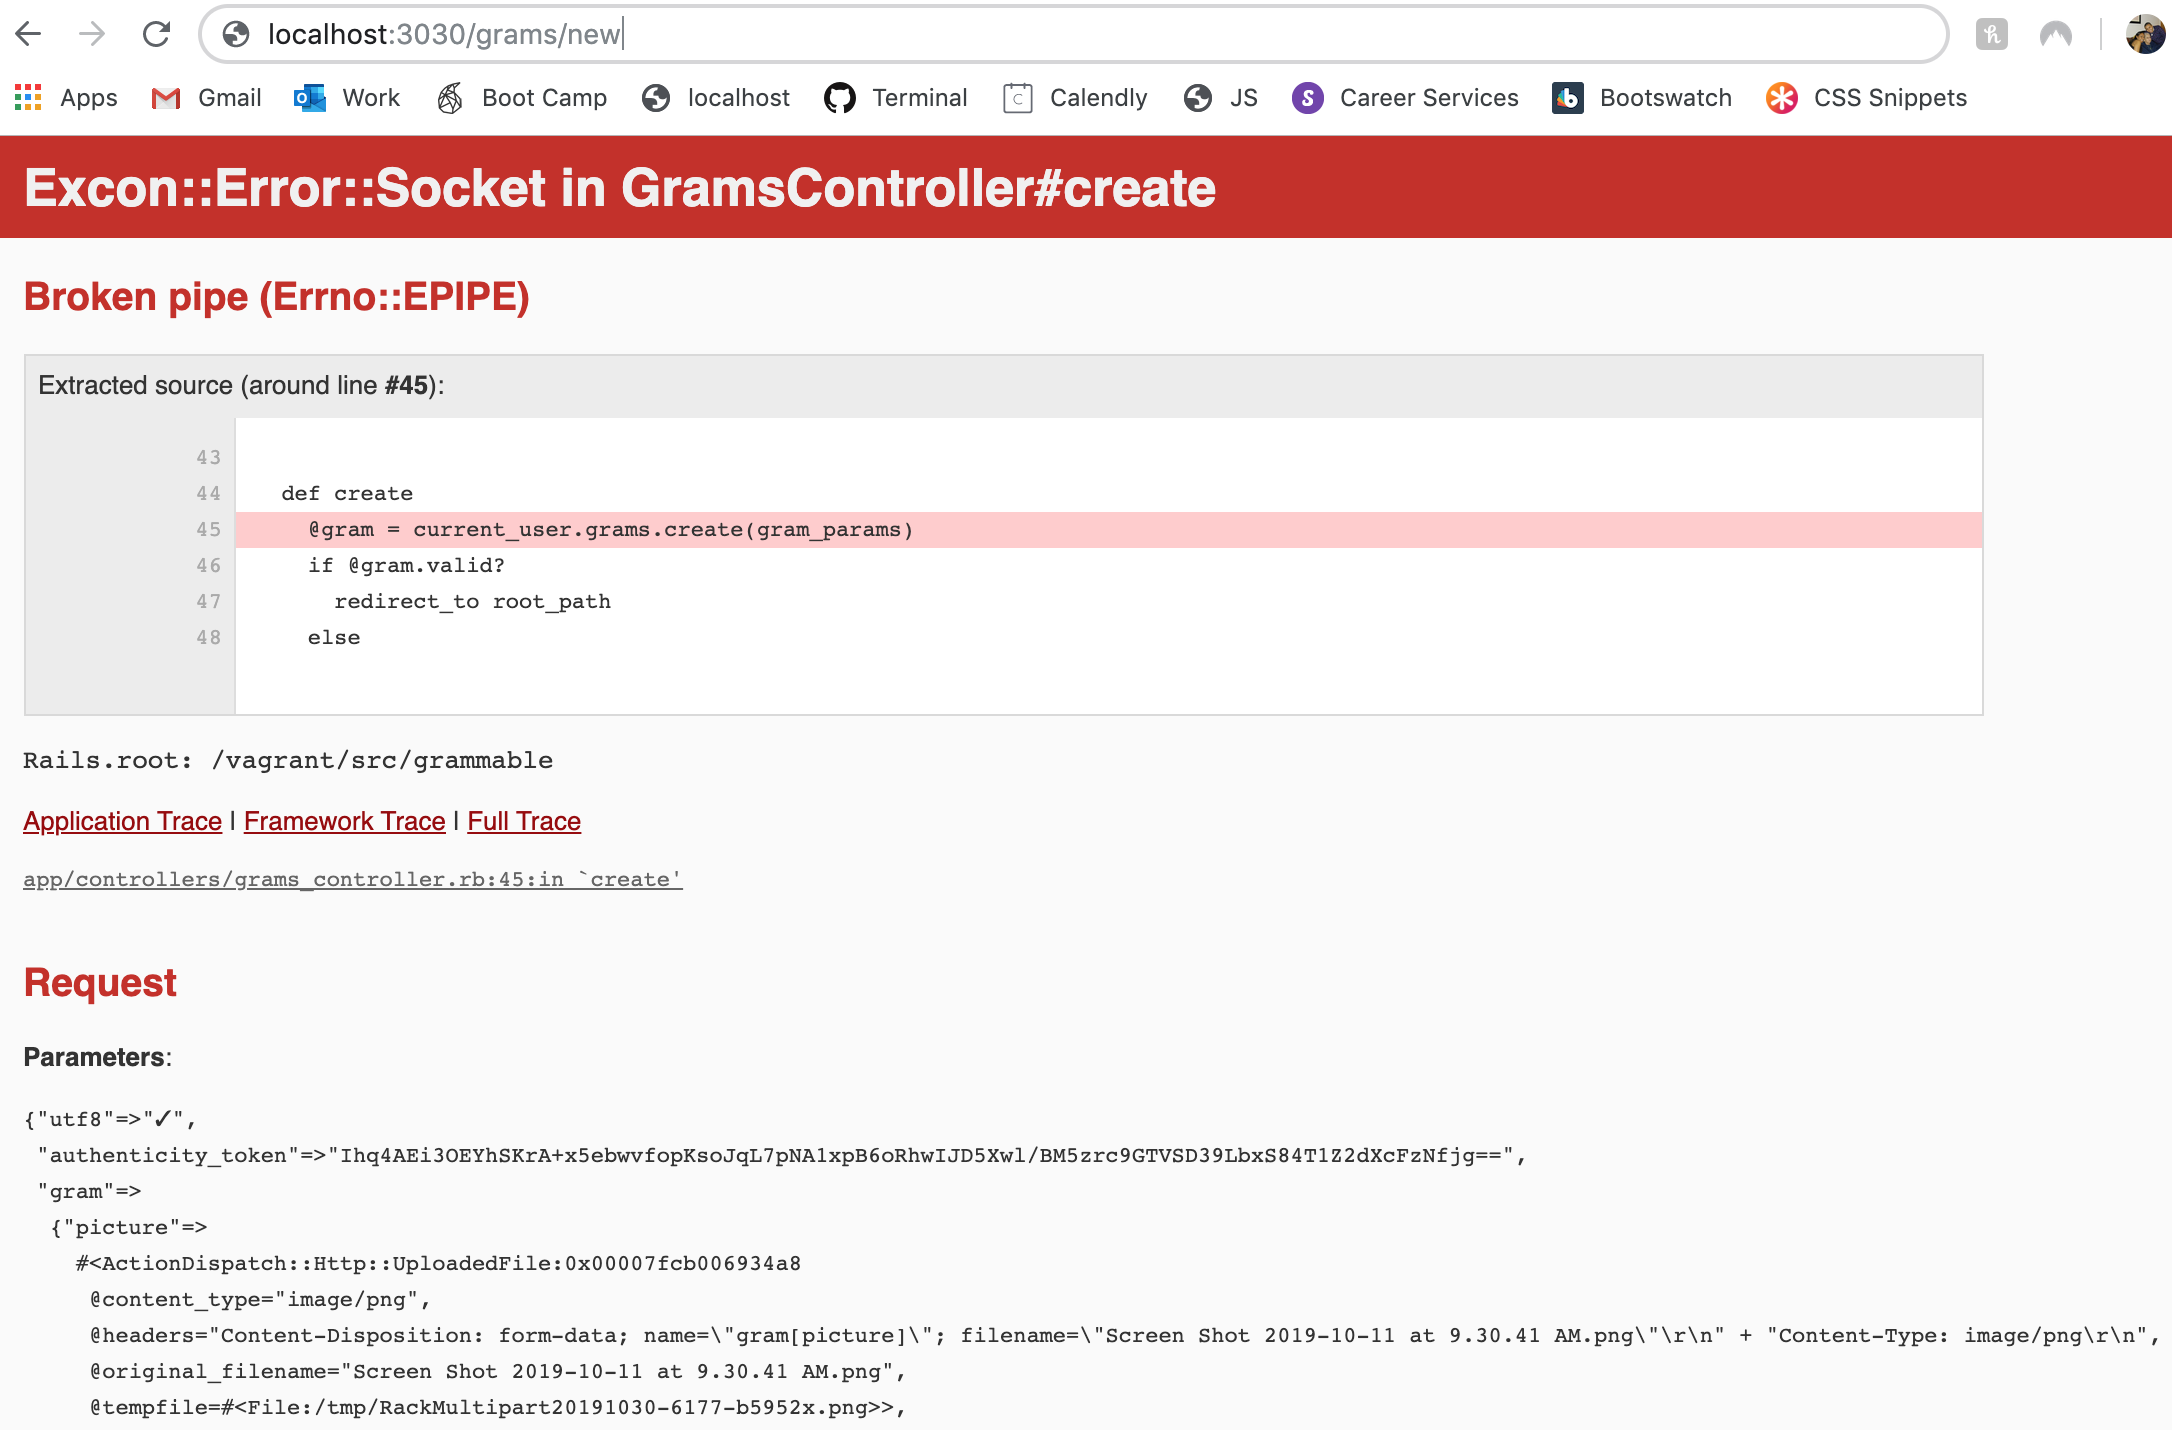 localhost:3030/grams/new
Apps Gmail Work Boot Camp localhost Terminal Calendly JS Career Services Bootswatch CSS Snippets
Excon::Error::Socket in GramsController#create
Broken pipe (Errno::EPIPE)
Extracted source (around line #45):
43
44 def create
45 @gram = current_user.grams.create(gram_params)
46 if @gram.valid?
47 redirect_to root_path
48 else
Rails.root: /vagrant/src/grammable
Application Trace | Framework Trace | Full Trace
app/controllers/grams_controller.rb:45:in `create'
Request
Parameters:
{"utf8"=>"✓",
"authenticity_token"=>"Ihq4AEi3OEYhSKrA+x5ebwvfopKsoJqL7pNA1xpB6oRhwIJD5Xwl/BM5zrc9GTVSD39LbxS84T1Z2dXcFzNfjg==",
"gram"=>
{"picture"=>
#<ActionDispatch::Http::UploadedFile:0x00007fcb006934a8
@content_type="image/png",
@headers="Content-Disposition: form-data; name=\"gram[picture]\"; filename=\"Screen Shot 2019-10-11 at 9.30.41 AM.png\"\r\n" + "Content-Type: image/png\r\n",
@original_filename="Screen Shot 2019-10-11 at 9.30.41 AM.png",
@tempfile=#<File:/tmp/RackMultipart20191030-6177-b5952x.png>>,